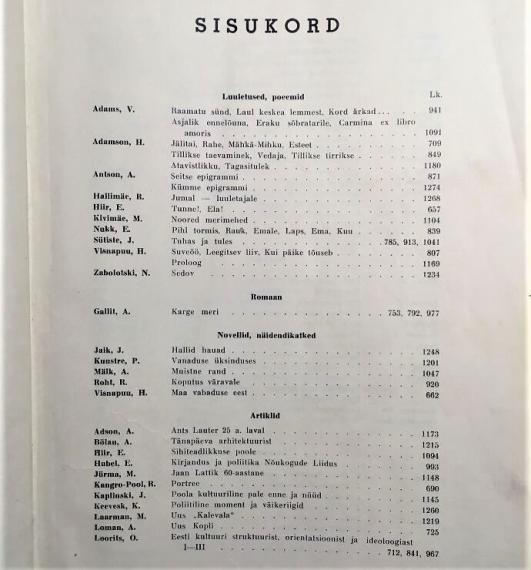 SISUKORD
Luuletused, poeemid Lk.
Adams, V. Raamatu sünd, Laul keskea lemmest, Kord ärkad... . . 941
Asjalik ennelõuna, Eraku sõbratarile, Carmina ex libro
amoris . . . . . . . . . . . . . 1091
Adamson, H. Jälitai, Rahe, Mähkä-Mihku, Esteet . . . . . . . 709
Tillikse taevaminek, Vedaja, Tillikse tirrikse . . . . . 849
Atavistlikku, Tagasitulek . . . . . . . . . . 1180
Antson, A. Seitse epigrammi . . . . . . . . . . . 871
Kümme epigrammi . . . . . . . . . . . 1274
Hallimäe, R. Jumal — luuletajale . . . . . . . . . . 1268
Hiir, E. Tunne!, Ela! . . . . . . . . . . . . 657
Kivimäe, M. Noored merimehed . . . . . . . . . . . 1104
Nukk, E. Pihl tormis, Rauk, Emale, Laps, Ema, Kuu . . . . . 839
Sütiste, J. Tuhas ja tules . . . . . . . . . 785, 913, 1041
Visnapuu, H. Suveöö, Leegitsev liiv, Kui päike tõuseb . . . . . . 807
Proloog . . . . . . . . . . . . . 1169
Zabolotski, N. Sedov . . . . . . . . . . . . . 1234
Romaan
Gailit, A. Karge meri . . . . . . . . . . 753, 792, 977
Novellid, näidendikatked
Jaik, J. Hallid hauad . . . . . . . . . . . . 1248
Kuustre, P. Vanaduse üksinduses . . . . . . . . . . 1201
Mälk, A. Muistne rand . . . . . . . . . . . . 1047
Roht, R. Koputus väravale . . . . . . . . . . . 920
Visnapuu, H. Maa vabaduse eest . . . . . . . . . . . 662
Artiklid
Adson, A. Ants Lauter 25 a. laval . . . . . . . . . . 1173
Bölau, A. Tänapäeva arhitektuurist . . . . . . . . . 1215
Hiir, E. Sihiteadlikkuse poole . . . . . . . . . . 1094
Hubel, E. Kirjandus ja poliitika Nõukogude Liidus . . . . . . 993
Jürma, M. Jaan Lattik 60-aastane . . . . . . . . . . 1148
Kangro-Pool, R. Portree . . . . . . . . . . . . . 690
Kaplinski, J. Poola kultuuriline pale enne ja nüüd . . . . . . . 1145
Keevesk, K. Poliitiline moment ja väikeriigid . . . . . . . . 1260
Laarman, M. Uus „Kalevala" . . . . . . . . . . . 1219
Loman, A. Uus Kopli . . . . . . . . . . . . 725
Loorits, O. Eesti kultuuri struktuurist, orientatsioonist ja ideoloogiast
I—III . . . . . . . . . . . 712, 841, 967